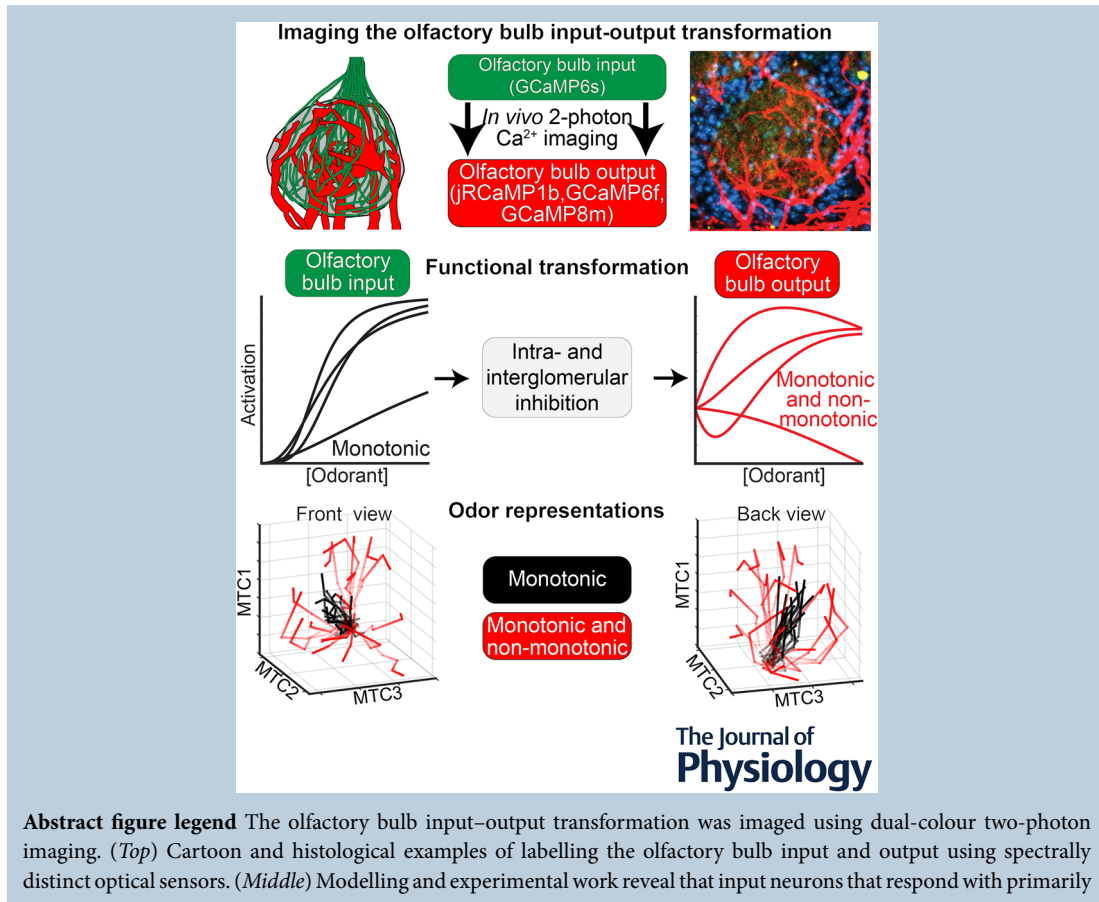 Imaging the olfactory bulb input-output transformation
Olfactory bulb input
(GCaMP6s)
In vivo 2-photon
Ca²⁺ imaging
Olfactory bulb output
(jRCaMP1b,GCaMP6f,
GCaMP8m)
Olfactory
bulb input
Functional transformation
Olfactory
bulb output
Activation
Monotonic
[Odorant]
Intra- and
interglomerular
inhibition
Monotonic
and non-
monotonic
[Odorant]
Odor representations
Front view
MTC1
MTC2
MTC3
Monotonic
Monotonic and
non-monotonic
Back view
MTC1
MTC2
MTC3
The Journal of
Physiology
Abstract figure legend The olfactory bulb input–output transformation was imaged using dual-colour two-photon
imaging. (Top) Cartoon and histological examples of labelling the olfactory bulb input and output using spectrally
distinct optical sensors. (Middle) Modelling and experimental work reveal that input neurons that respond with primarily